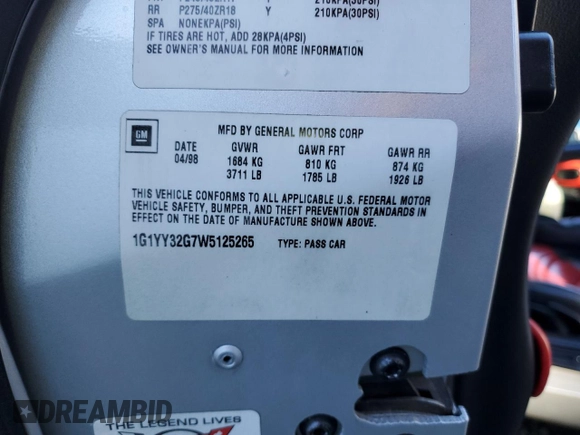 RR P275/40ZR18 Y 210KPA(30PSI)
SPA NONEKPA(PSI)
IF TIRES ARE HOT, ADD 28KPA(4PSI)
SEE OWNER'S MANUAL FOR MORE INFORMATION
GM
MFD BY GENERAL MOTORS CORP
DATE GVWR GAWR FRT GAWR RR
04/98 1684 KG 810 KG 874 KG
3711 LB 1785 LB 1926 LB
THIS VEHICLE CONFORMS TO ALL APPLICABLE U.S. FEDERAL MOTOR
VEHICLE SAFETY, BUMPER, AND THEFT PREVENTION STANDARDS IN
EFFECT ON THE DATE OF MANUFACTURE SHOWN ABOVE.
1G1YY32G7W5125265 TYPE: PASS CAR
THE LEGEND LIVES
DREAMBID